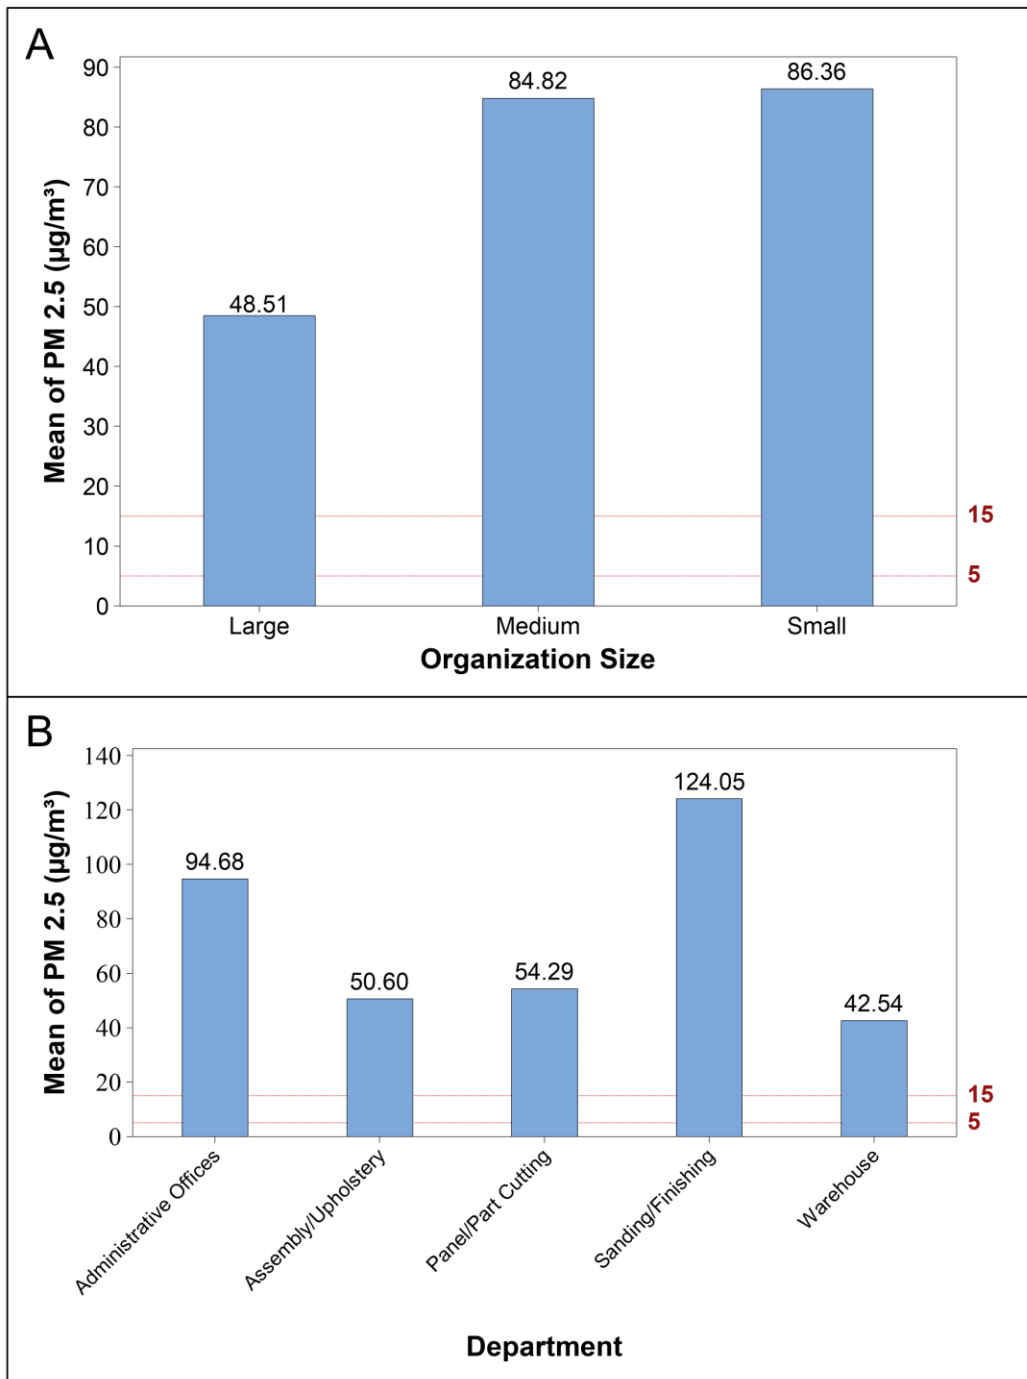 A
Mean of PM 2.5 (µg/m³)
90
80
70
60
50
40
30
20
10
0
48.51
84.82
86.36
15
5
Large Medium Small
Organization Size
B
Mean of PM 2.5 (µg/m³)
140
120
100
80
60
40
20
0
94.68
50.60
54.29
124.05
42.54
15
5
Administrative Offices
Assembly/Upholstery
Panel/Part Cutting
Sanding/Finishing
Warehouse
Department